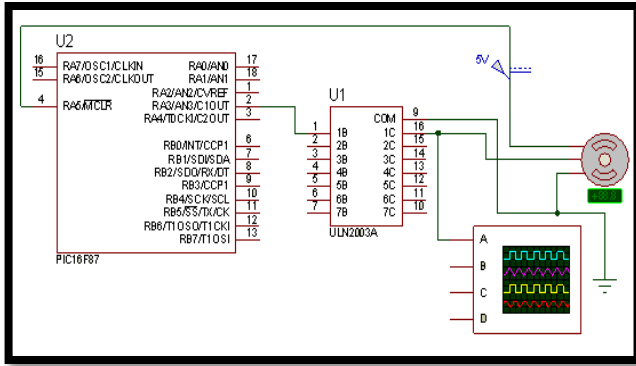 U2
16 RA7/OSC1/CLKIN RA0/AN0 17
15 RA6/OSC2/CLKOUT RA1/AN1 18
RA2/AN2/CVREF 1
4 RA5/MCLR RA3/AN3/C1OUT 2
RA4/T0CKI/C2OUT 3
RB0/INT/CCP1 6
RB1/SDI/SDA 7
RB2/SDO/RX/DT 8
RB3/CCP1 9
RB4/SCK/SCL 10
RB5/SS/TX/CK 11
RB6/T1OSO/T1CKI 12
RB7/T1OSI 13
PIC16F87
U1
COM 9
1 1B 1C 16
2 2B 2C 15
3 3B 3C 14
4 4B 4C 13
5 5B 5C 12
6 6B 6C 11
7 7B 7C 10
ULN2003A
5V
A
B
C
D